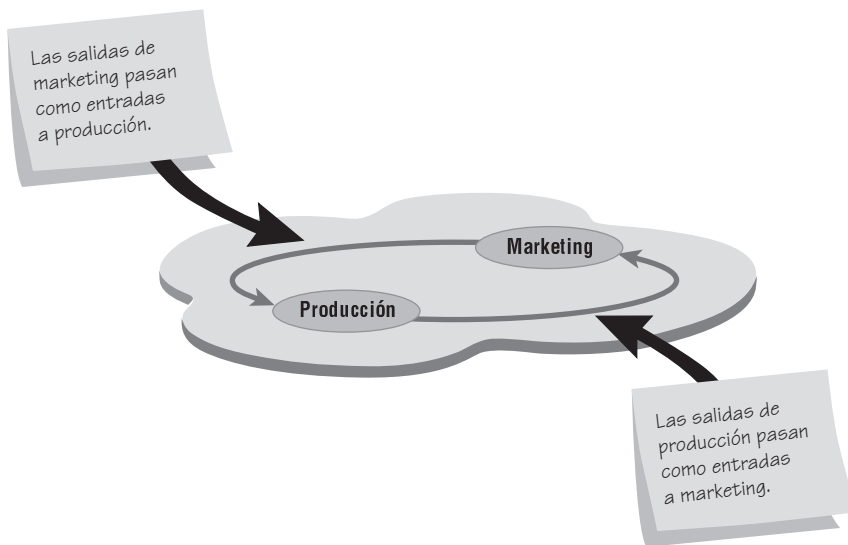 Las salidas de
marketing pasan
como entradas
a producción.
Marketing
Producción
Las salidas de
producción pasan
como entradas
a marketing.